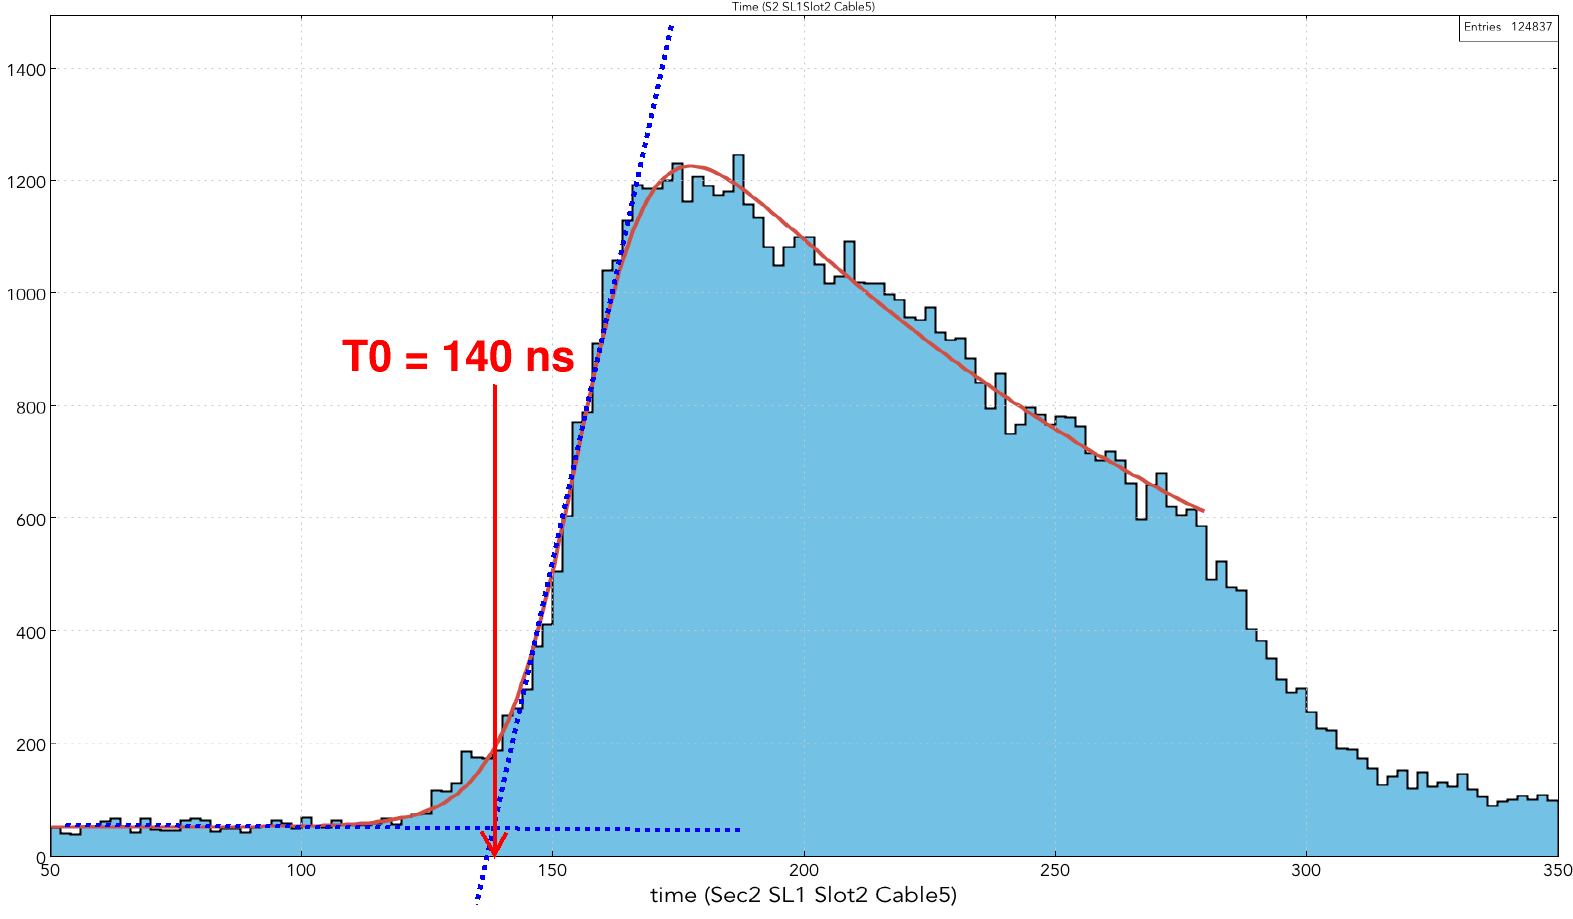 Time (S2 SL1Slot2 Cable5)
Entries 124837
1400
1200
1000
800
600
400
200
0
T0 = 140 ns
50 100 150 200 250 300 350
time (Sec2 SL1 Slot2 Cable5)